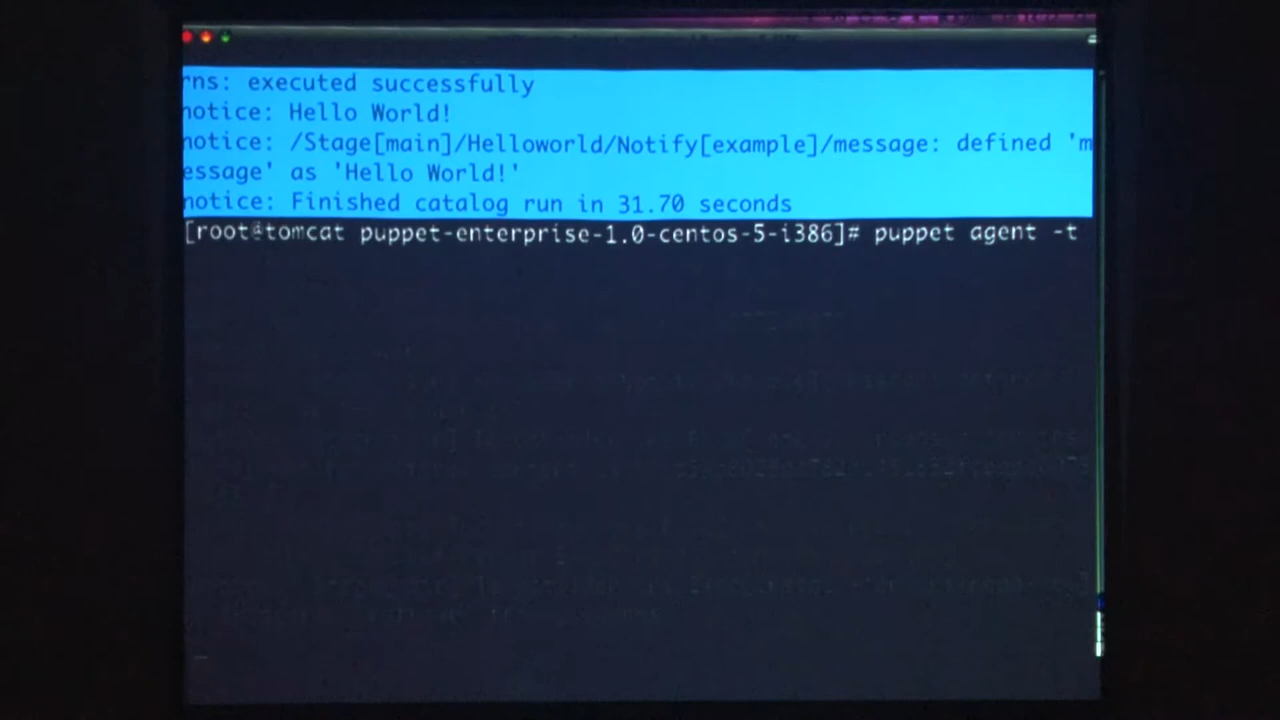 rns: executed successfully
notice: Hello World!
notice: /Stage[main]/Helloworld/Notify[example]/message: defined 'm
essage' as 'Hello World!'
notice: Finished catalog run in 31.70 seconds
[root@tomcat puppet-enterprise-1.0-centos-5-i386]# puppet agent -t